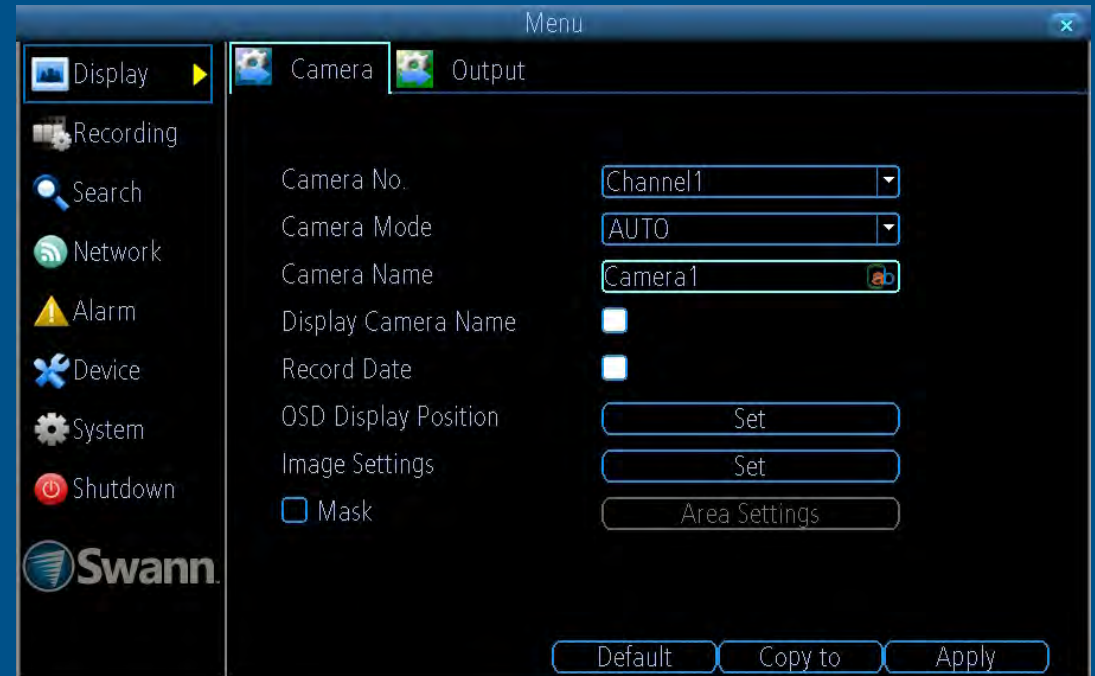 Menu
Display
Camera
Output
Recording
Search
Network
Alarm
Device
System
Shutdown
Swann
Camera No. Channel1
Camera Mode AUTO
Camera Name Camera1 ab
Display Camera Name
Record Date
OSD Display Position Set
Image Settings Set
Mask Area Settings
Default Copy to Apply